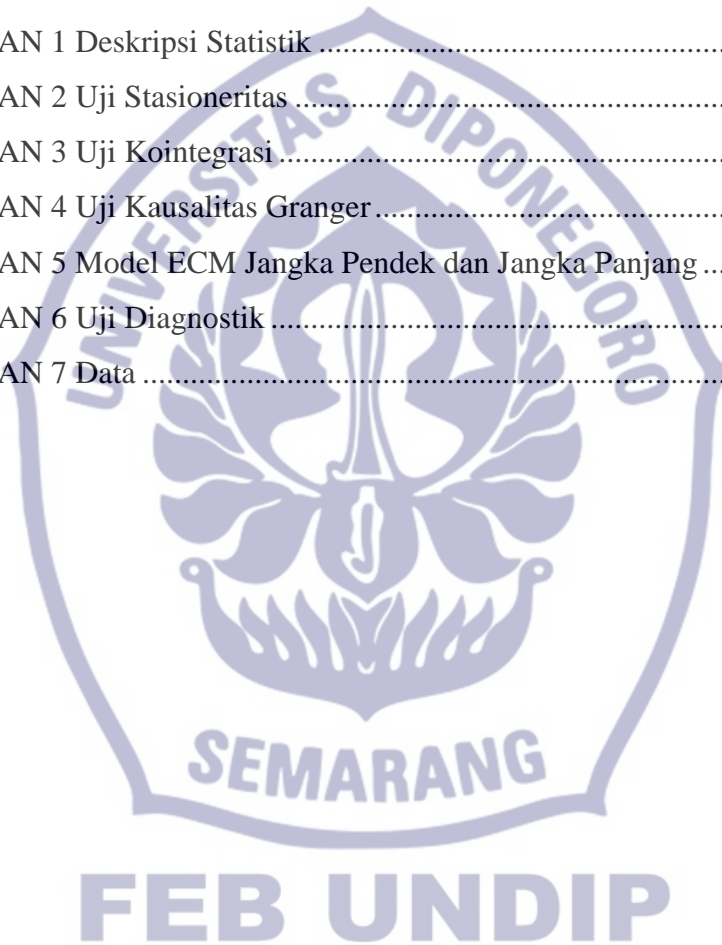 AN 1 Deskripsi Statistik ........................................................
AN 2 Uji Stasioneritas ...........................................................
AN 3 Uji Kointegrasi..............................................................
AN 4 Uji Kausalitas Granger ..............................................
AN 5 Model ECM Jangka Pendek dan Jangka Panjang ...
AN 6 Uji Diagnostik ..............................................................
AN 7 Data ................................................................................
UNIVERSITAS DIPONEGORO
SEMARANG
FEB UNDIP